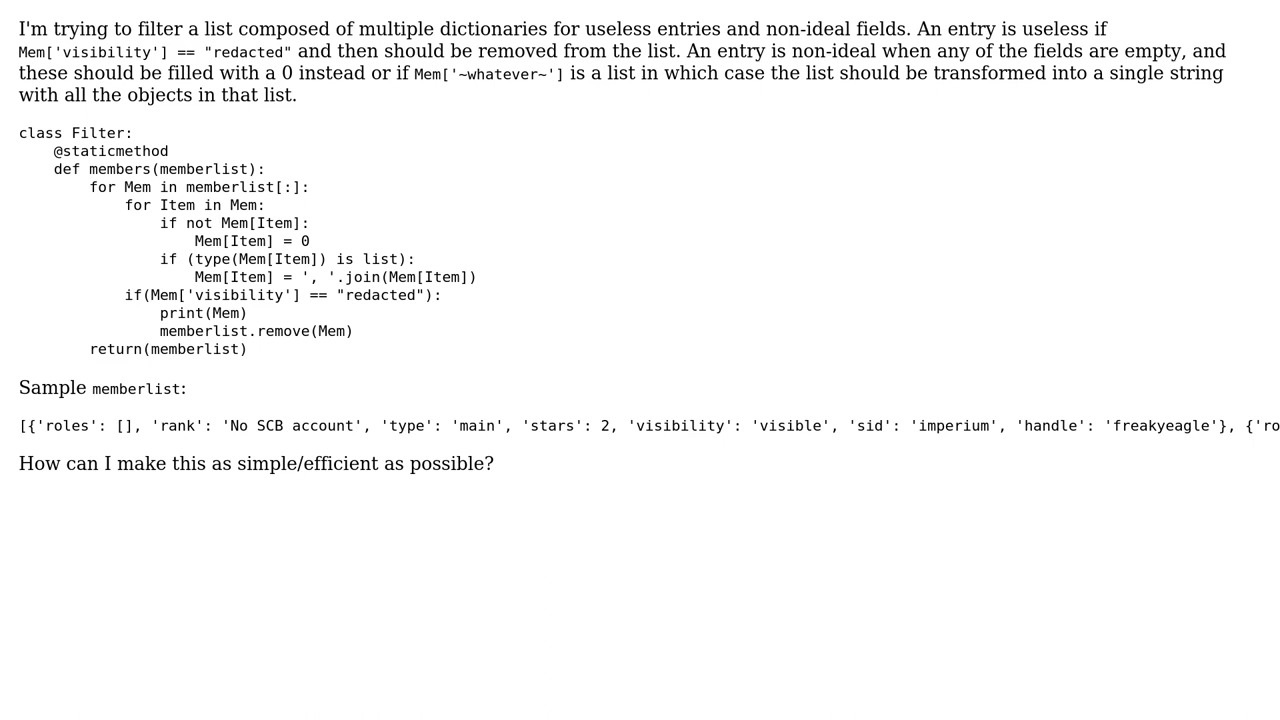 I'm trying to filter a list composed of multiple dictionaries for useless entries and non-ideal fields. An entry is useless if
Mem['visibility'] == "redacted" and then should be removed from the list. An entry is non-ideal when any of the fields are empty, and
these should be filled with a 0 instead or if Mem['~whatever~'] is a list in which case the list should be transformed into a single string
with all the objects in that list.
class Filter:
    @staticmethod
    def members(memberlist):
        for Mem in memberlist[:]:
            for Item in Mem:
                if not Mem[Item]:
                    Mem[Item] = 0
                if (type(Mem[Item]) is list):
                    Mem[Item] = ', '.join(Mem[Item])
            if(Mem['visibility'] == "redacted"):
                print(Mem)
                memberlist.remove(Mem)
        return(memberlist)
Sample memberlist:
[{'roles': [], 'rank': 'No SCB account', 'type': 'main', 'stars': 2, 'visibility': 'visible', 'sid': 'imperium', 'handle': 'freakyeagle'}, {'ro
How can I make this as simple/efficient as possible?